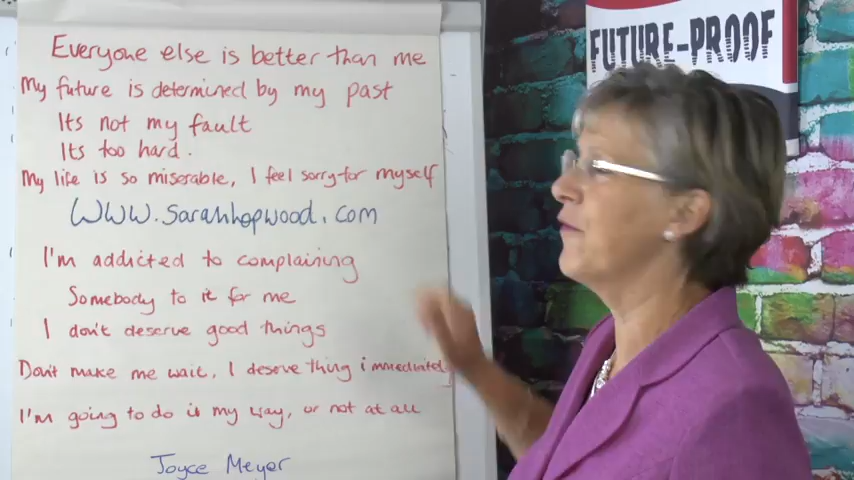 Everyone else is better than me
My future is determined by my past
Its not my fault
Its too hard.
My life is so miserable, I feel sorry for myself
www.sarahhopwood.com
I'm addicted to complaining
Somebody to it for me
I don't deserve good things
Don't make me wait, I deserve thing immediately
I'm going to do is my way, or not at all
Joyce Meyer
FUTURE-PROOF